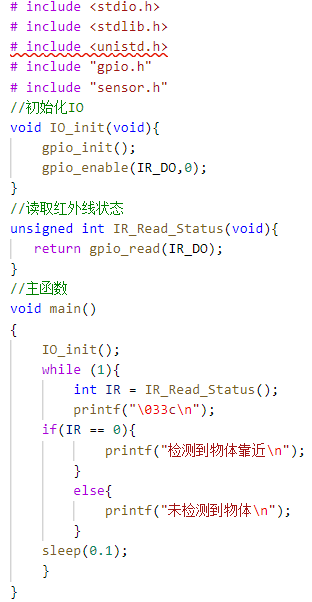 # include <stdio.h>
# include <stdlib.h>
# include <unistd.h>
# include "gpio.h"
# include "sensor.h"
//初始化IO
void IO_init(void){
    gpio_init();
    gpio_enable(IR_DO,0);
}
//读取红外线状态
unsigned int IR_Read_Status(void){
   return gpio_read(IR_DO);
}
//主函数
void main()
{
    IO_init();
    while (1){
        int IR = IR_Read_Status();
        printf("\033c\n");
    if(IR == 0){
            printf("检测到物体靠近\n");
        }
        else{
            printf("未检测到物体\n");
        }
    sleep(0.1);
    }
}